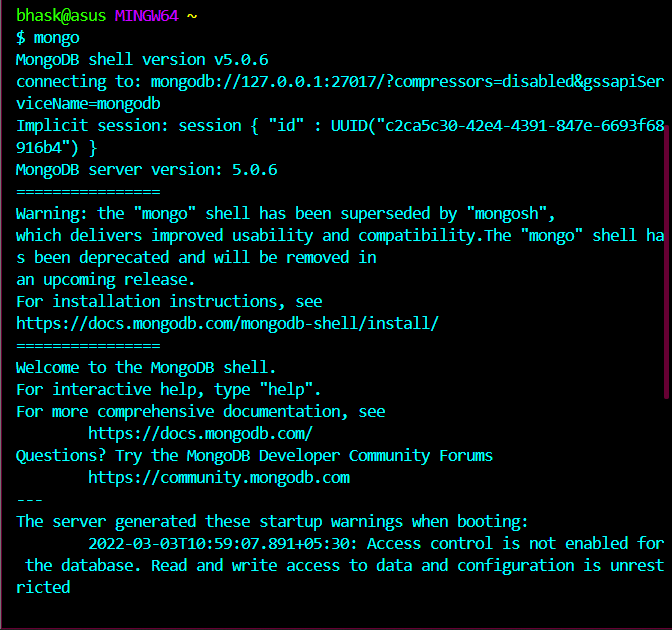 bhask@asus MINGW64 ~
$ mongo
MongoDB shell version v5.0.6
connecting to: mongodb://127.0.0.1:27017/?compressors=disabled&gssapiSer
viceName=mongodb
Implicit session: session { "id" : UUID("c2ca5c30-42e4-4391-847e-6693f68
916b4") }
MongoDB server version: 5.0.6
================
Warning: the "mongo" shell has been superseded by "mongosh",
which delivers improved usability and compatibility.The "mongo" shell ha
s been deprecated and will be removed in
an upcoming release.
For installation instructions, see
https://docs.mongodb.com/mongodb-shell/install/
================
Welcome to the MongoDB shell.
For interactive help, type "help".
For more comprehensive documentation, see
        https://docs.mongodb.com/
Questions? Try the MongoDB Developer Community Forums
        https://community.mongodb.com
---
The server generated these startup warnings when booting:
        2022-03-03T10:59:07.891+05:30: Access control is not enabled for
 the database. Read and write access to data and configuration is unrest
ricted